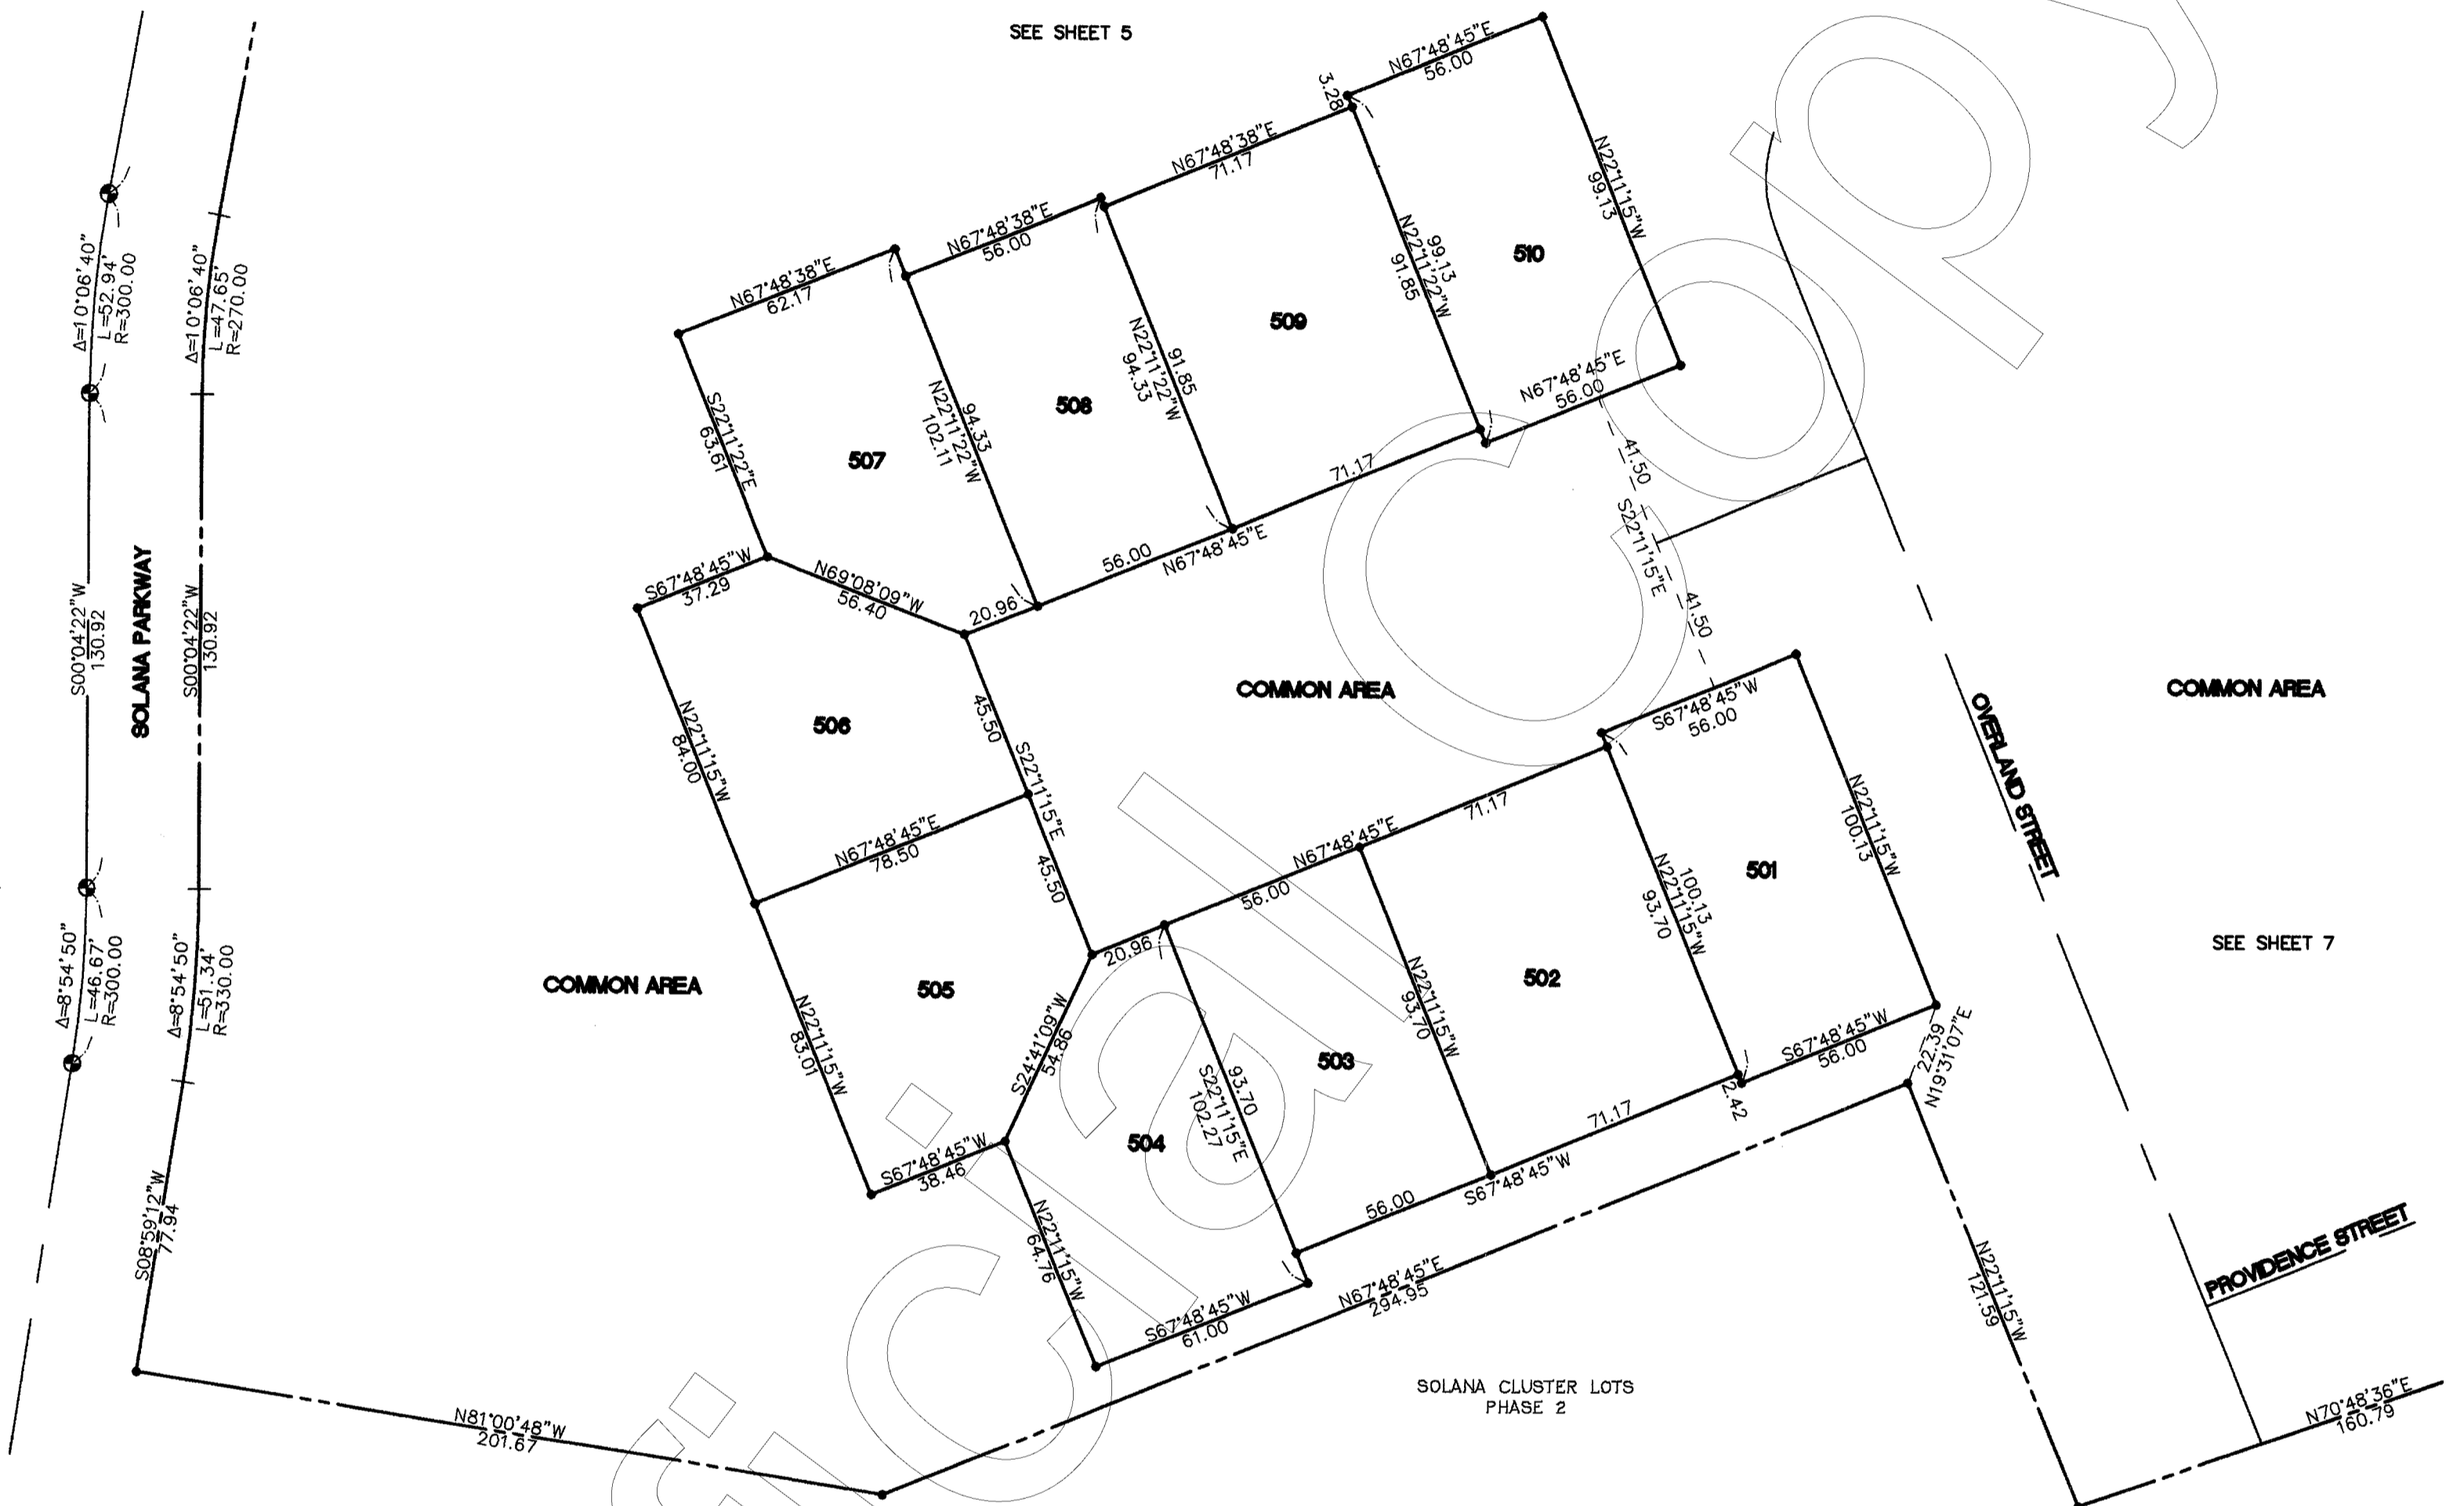 SEE SHEET 5
N67°48'45"E
56.00
3.28
N67°48'38"E
71.17
N22°11'15"W
99.13
N67°48'38"E
56.00
N67°48'38"E
62.17
99.13
N22°11'22"W
91.85
510
509
508
507
91.85
N22°11'22"W
94.33
94.33
N22°11'22"W
102.11
S22°11'22"E
63.61
N67°48'45"E
56.00
71.17
56.00
N67°48'45"E
20.96
S67°48'45"W
37.29
N69°08'09"W
56.40
41.50
S22°11'15"E
41.50
Δ=10°06'40"
L=52.94'
R=300.00
Δ=10°06'40"
L=47.65'
R=270.00
S00°04'22"W
130.92
SOLANA PARKWAY
S00°04'22"W
130.92
Δ=8°54'50"
L=46.67'
R=300.00
Δ=8°54'50"
L=51.34'
R=330.00
S08°59'12"W
77.94
506
N22°11'15"W
84.00
45.50
S22°11'15"E
45.50
N67°48'45"E
78.50
COMMON AREA
COMMON AREA
COMMON AREA
OVERLAND STREET
SEE SHEET 7
S67°48'45"W
56.00
71.17
N67°48'45"E
56.00
20.96
501
N22°11'15"W
100.13
100.13
N22°11'15"W
93.70
502
N22°11'15"W
93.70
503
93.70
S22°11'15"E
102.27
504
505
N22°11'15"W
83.01
S24°41'09"W
54.86
S67°48'45"W
38.46
N22°11'15"W
64.76
S67°48'45"W
61.00
56.00
S67°48'45"W
71.17
2.42
S67°48'45"W
56.00
22.39
N19°31'07"E
N67°48'45"E
294.95
N22°11'15"W
121.59
PROVIDENCE STREET
N70°48'36"E
160.79
SOLANA CLUSTER LOTS
PHASE 2
N81°00'48"W
201.67